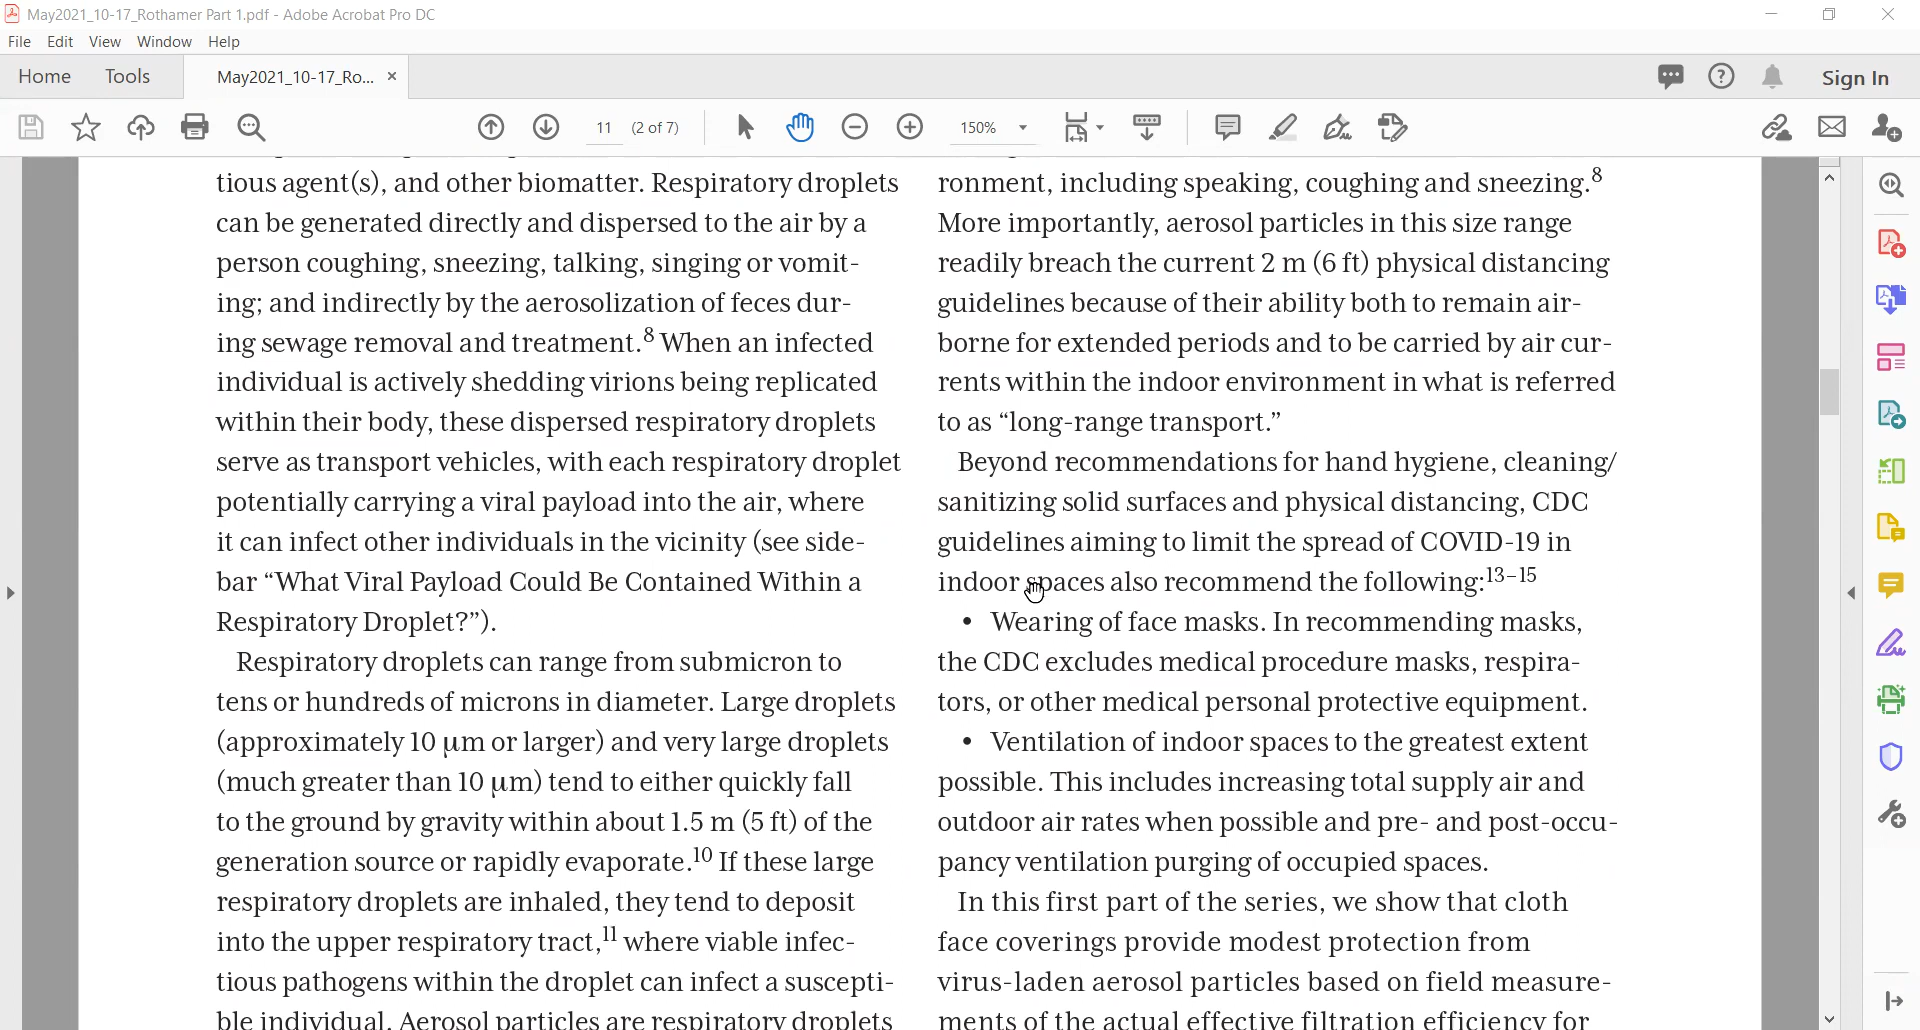 May2021_10-17_Rothamer Part 1.pdf - Adobe Acrobat Pro DC
File Edit View Window Help
Home Tools May2021_10-17_Ro... × Sign In
11 (2 of 7) 150%
tious agent(s), and other biomatter. Respiratory droplets
can be generated directly and dispersed to the air by a
person coughing, sneezing, talking, singing or vomit-
ing; and indirectly by the aerosolization of feces dur-
ing sewage removal and treatment.8 When an infected
individual is actively shedding virions being replicated
within their body, these dispersed respiratory droplets
serve as transport vehicles, with each respiratory droplet
potentially carrying a viral payload into the air, where
it can infect other individuals in the vicinity (see side-
bar “What Viral Payload Could Be Contained Within a
Respiratory Droplet?”).
Respiratory droplets can range from submicron to
tens or hundreds of microns in diameter. Large droplets
(approximately 10 µm or larger) and very large droplets
(much greater than 10 µm) tend to either quickly fall
to the ground by gravity within about 1.5 m (5 ft) of the
generation source or rapidly evaporate.10 If these large
respiratory droplets are inhaled, they tend to deposit
into the upper respiratory tract,11 where viable infec-
tious pathogens within the droplet can infect a suscepti-
ble individual. Aerosol particles are respiratory droplets
ronment, including speaking, coughing and sneezing.8
More importantly, aerosol particles in this size range
readily breach the current 2 m (6 ft) physical distancing
guidelines because of their ability both to remain air-
borne for extended periods and to be carried by air cur-
rents within the indoor environment in what is referred
to as “long-range transport.”
Beyond recommendations for hand hygiene, cleaning/
sanitizing solid surfaces and physical distancing, CDC
guidelines aiming to limit the spread of COVID-19 in
indoor spaces also recommend the following:13–15
• Wearing of face masks. In recommending masks,
the CDC excludes medical procedure masks, respira-
tors, or other medical personal protective equipment.
• Ventilation of indoor spaces to the greatest extent
possible. This includes increasing total supply air and
outdoor air rates when possible and pre- and post-occu-
pancy ventilation purging of occupied spaces.
In this first part of the series, we show that cloth
face coverings provide modest protection from
virus-laden aerosol particles based on field measure-
ments of the actual effective filtration efficiency for